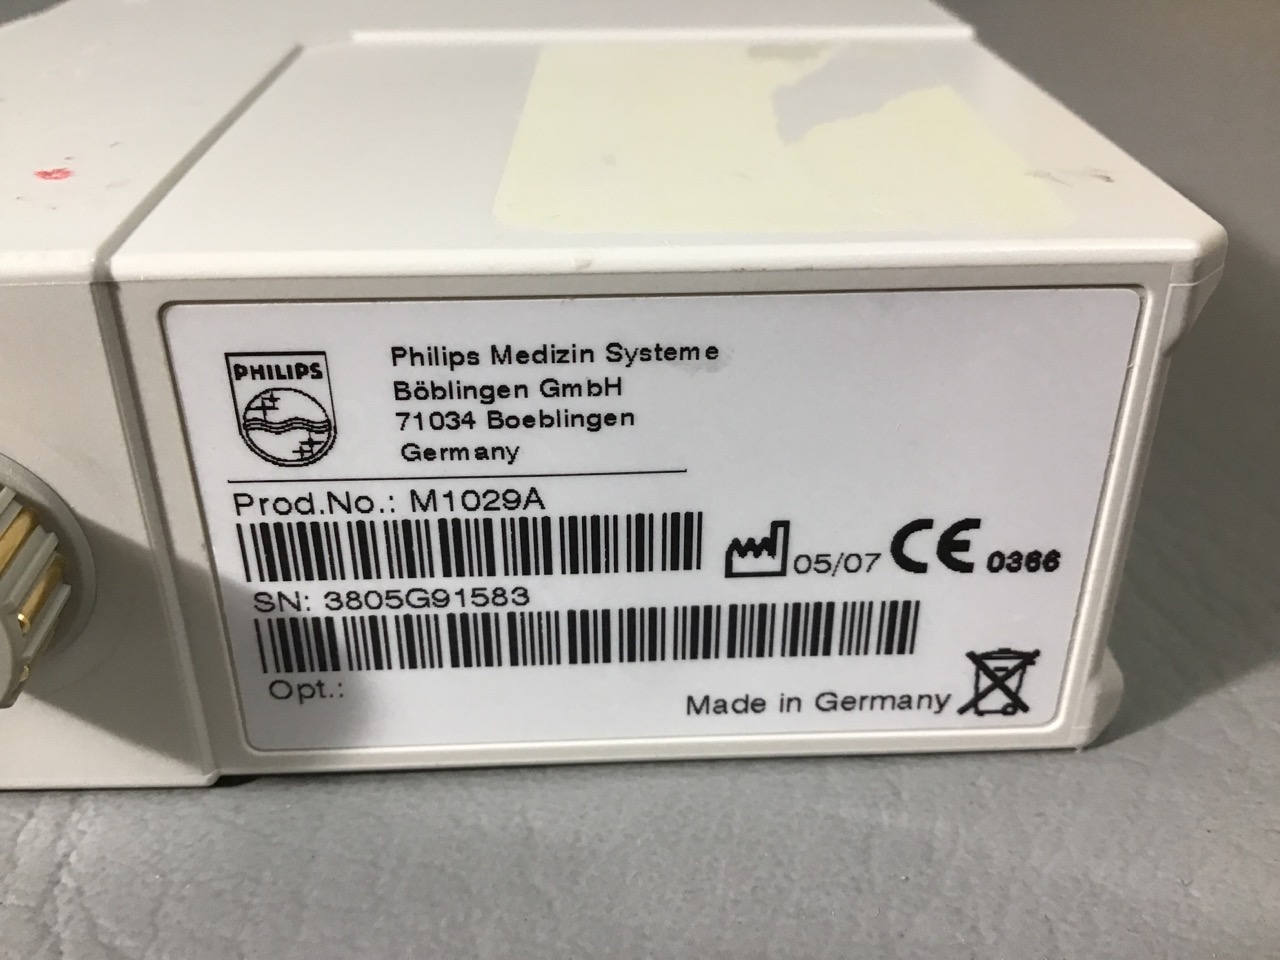 PHILIPS
Philips Medizin Systeme
Böblingen GmbH
71034 Boeblingen
Germany
Prod.No.: M1029A
05/07 CE 0366
SN: 3805G91583
Opt.:
Made in Germany